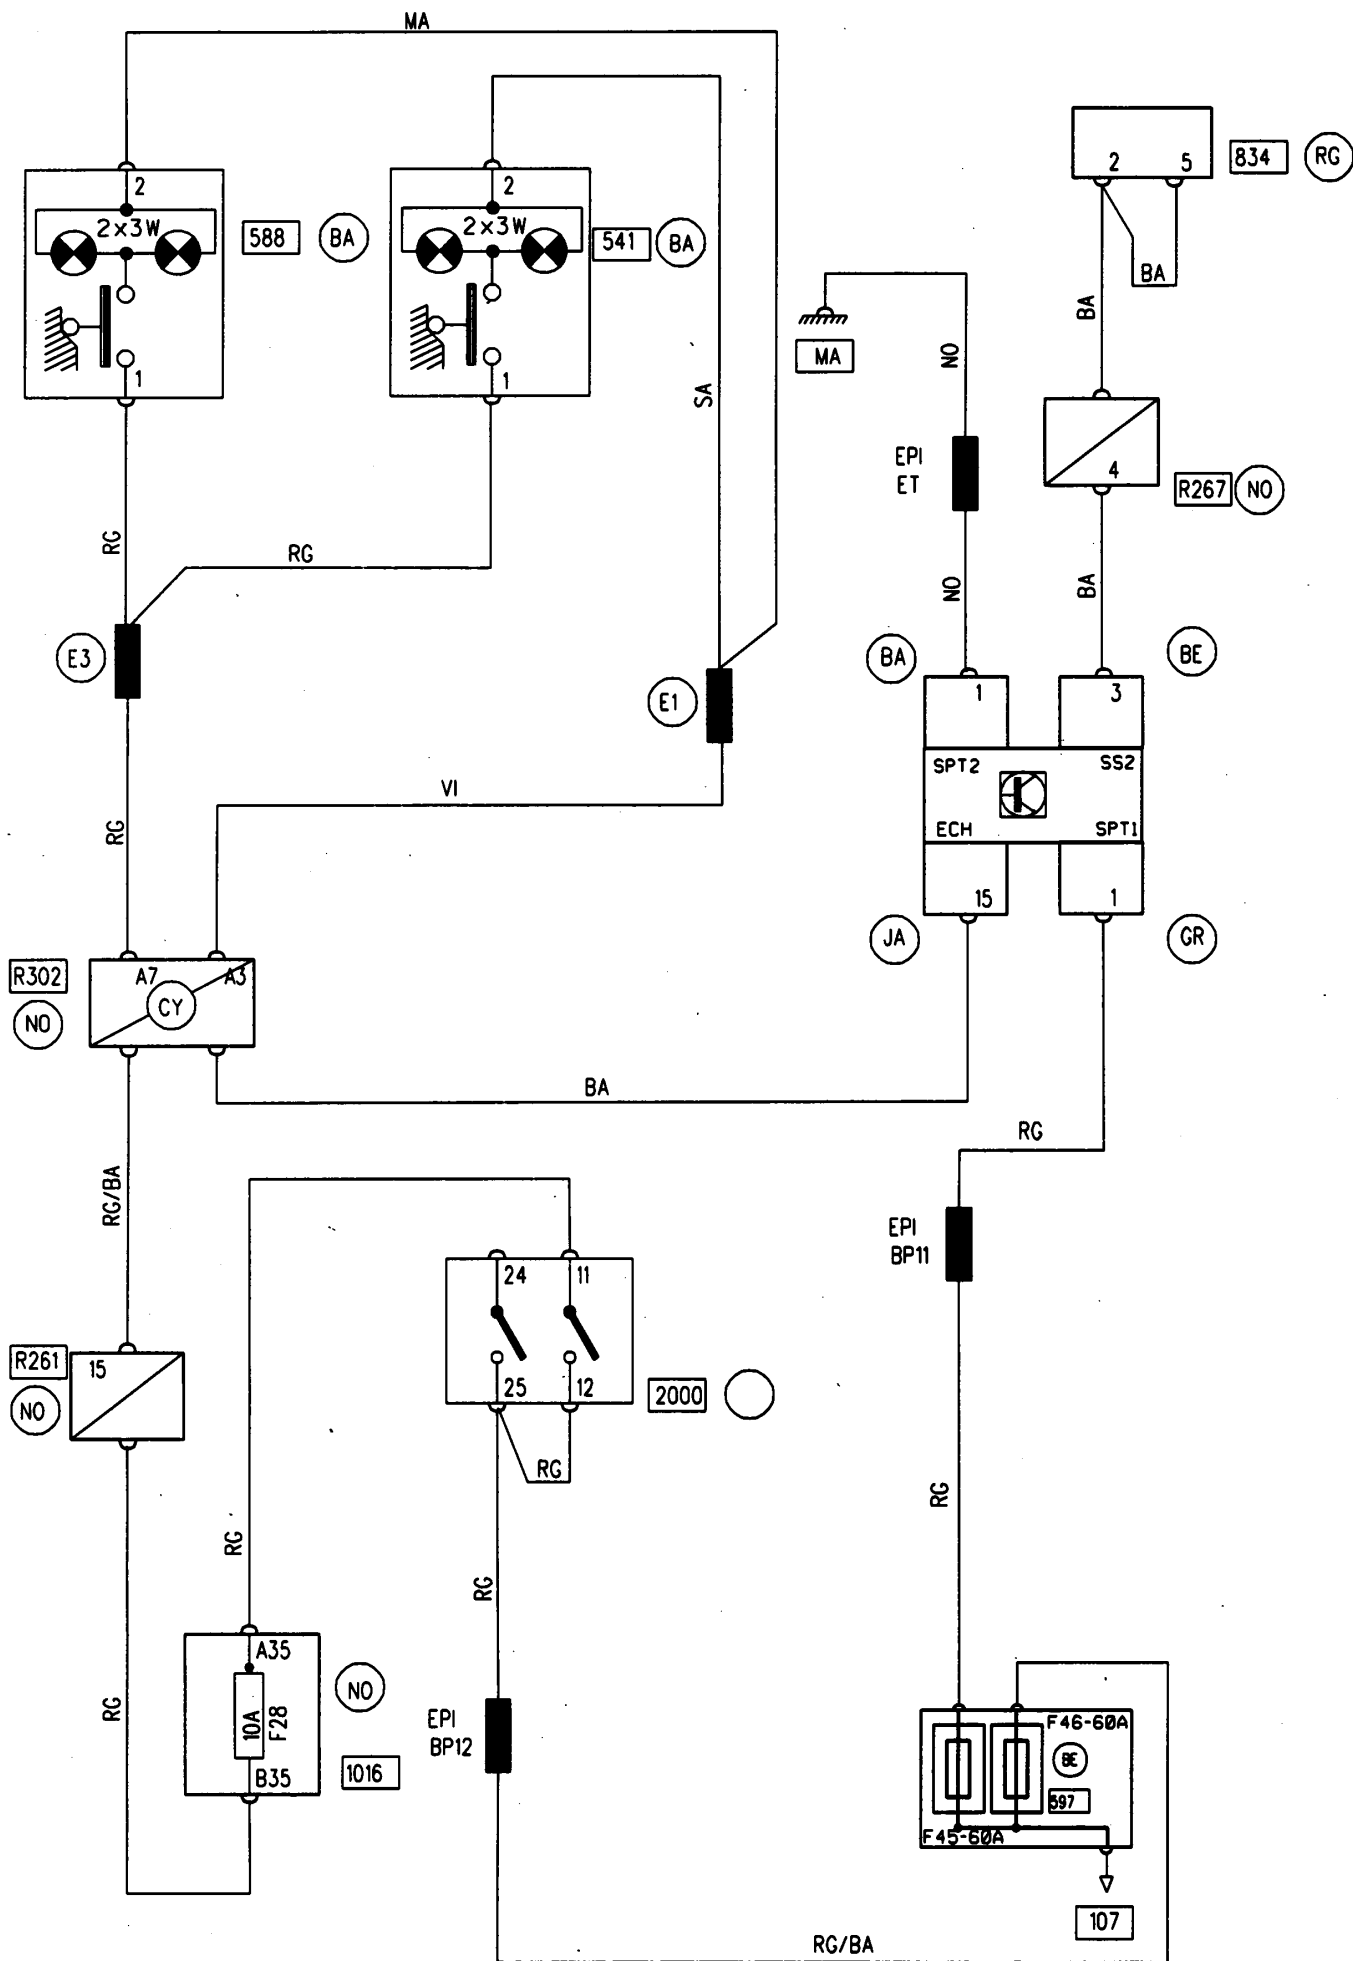 MA
2
2×3W
588
BA
1
2
2×3W
541
BA
1
2
5
834
RG
BA
BA
MA
NO
SA
EPI
ET
4
R267
NO
RG
RG
NO
BA
E3
E1
BA
BE
1
3
SPT2
SS2
ECH
SPT1
15
1
JA
GR
VI
RG
R302
A7
A3
CY
NO
BA
RG
RG/BA
EPI
BP11
24
11
25
12
2000
RG
R261
15
NO
RG
RG
RG
RG
A35
10A
F28
B35
NO
1016
EPI
BP12
F46-60A
BE
597
F45-60A
107
RG/BA